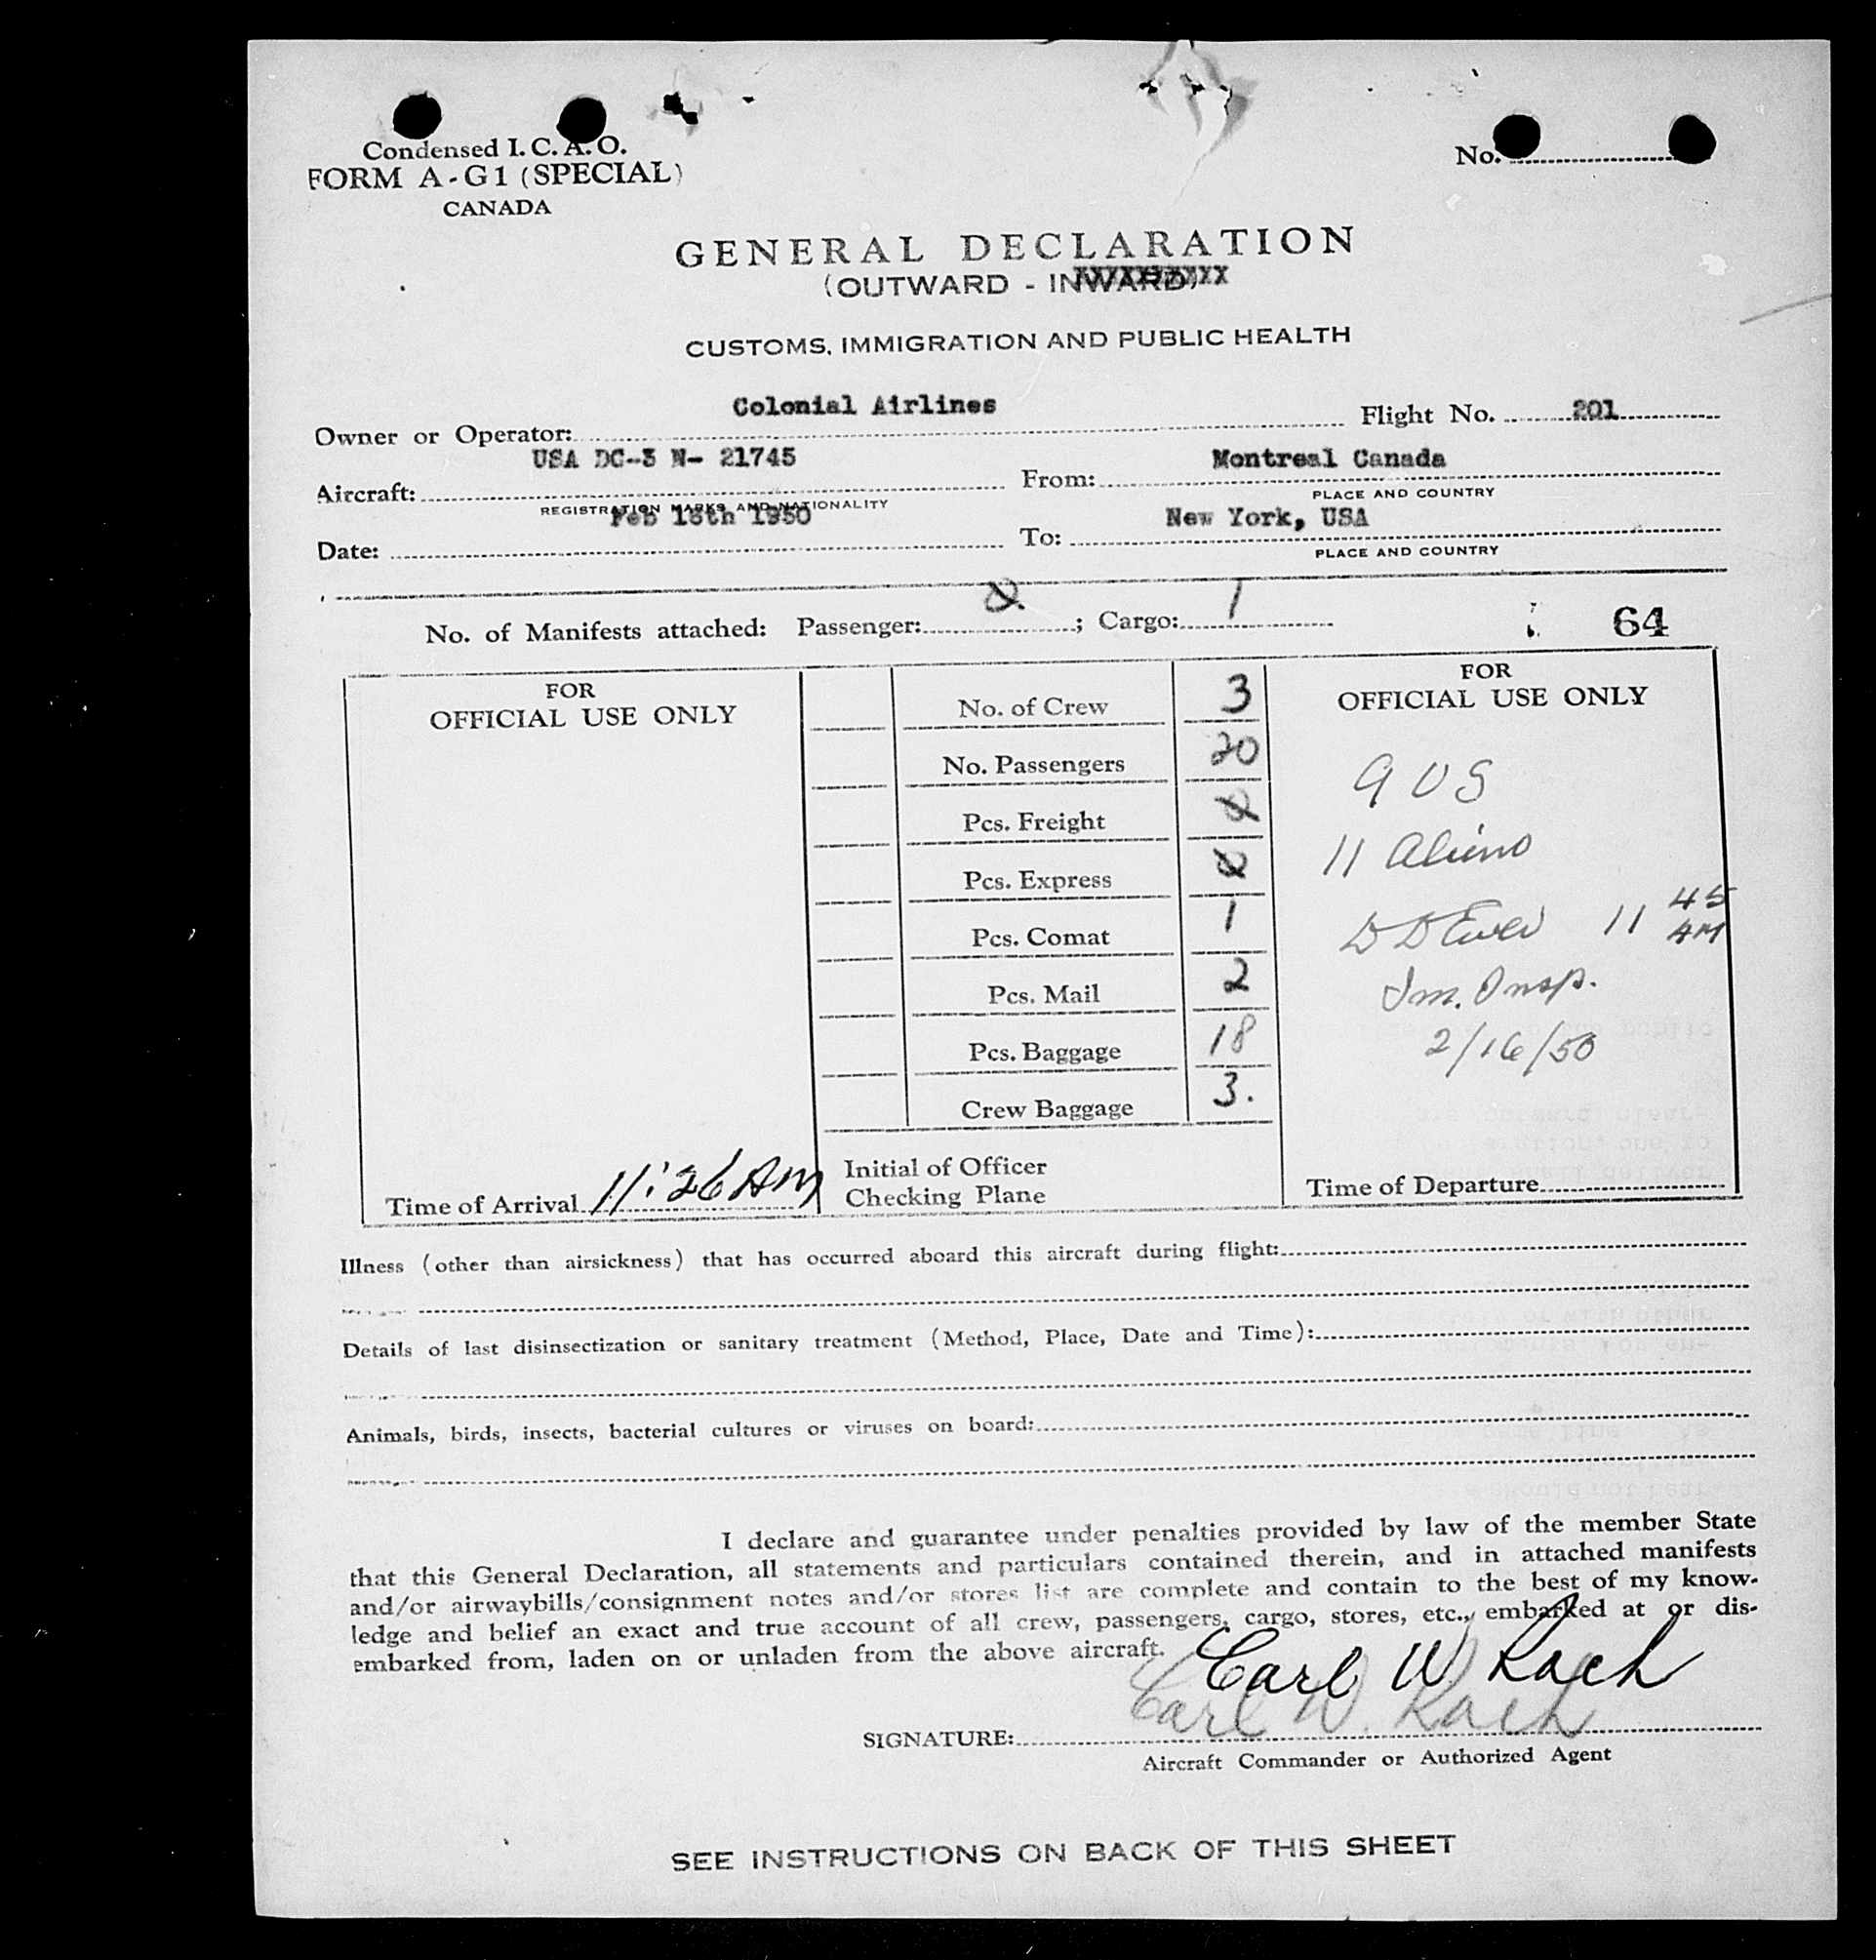 Condensed I. C. A. O.
FORM A-G1 (SPECIAL)
CANADA
No.
GENERAL DECLARATION
(OUTWARD - INWARD)
CUSTOMS, IMMIGRATION AND PUBLIC HEALTH
Owner or Operator: Colonial Airlines Flight No. 201
Aircraft: USA DC-3 N- 21745 From: Montreal Canada
REGISTRATION MARKS AND NATIONALITY PLACE AND COUNTRY
Date: Feb 16th 1950 To: New York, USA
PLACE AND COUNTRY
No. of Manifests attached: Passenger: ; Cargo: 1
64
FOR
OFFICIAL USE ONLY
No. of Crew 3
No. Passengers 20
Pcs. Freight 0
Pcs. Express 0
Pcs. Comat 1
Pcs. Mail 2
Pcs. Baggage 18
Crew Baggage 3.
FOR
OFFICIAL USE ONLY
9 US
11 Aliens
11 45 AM
Im. Insp.
2/16/50
Time of Arrival 11:26 AM
Initial of Officer
Checking Plane
Time of Departure
Illness (other than airsickness) that has occurred aboard this aircraft during flight:
Details of last disinsectization or sanitary treatment (Method, Place, Date and Time):
Animals, birds, insects, bacterial cultures or viruses on board:
I declare and guarantee under penalties provided by law of the member State
that this General Declaration, all statements and particulars contained therein, and in attached manifests
and/or airwaybills/consignment notes and/or stores list are complete and contain to the best of my know-
ledge and belief an exact and true account of all crew, passengers, cargo, stores, etc., embarked at or dis-
embarked from, laden on or unladen from the above aircraft.
Carl W Kach
Carl W. Kach
SIGNATURE:
Aircraft Commander or Authorized Agent
SEE INSTRUCTIONS ON BACK OF THIS SHEET